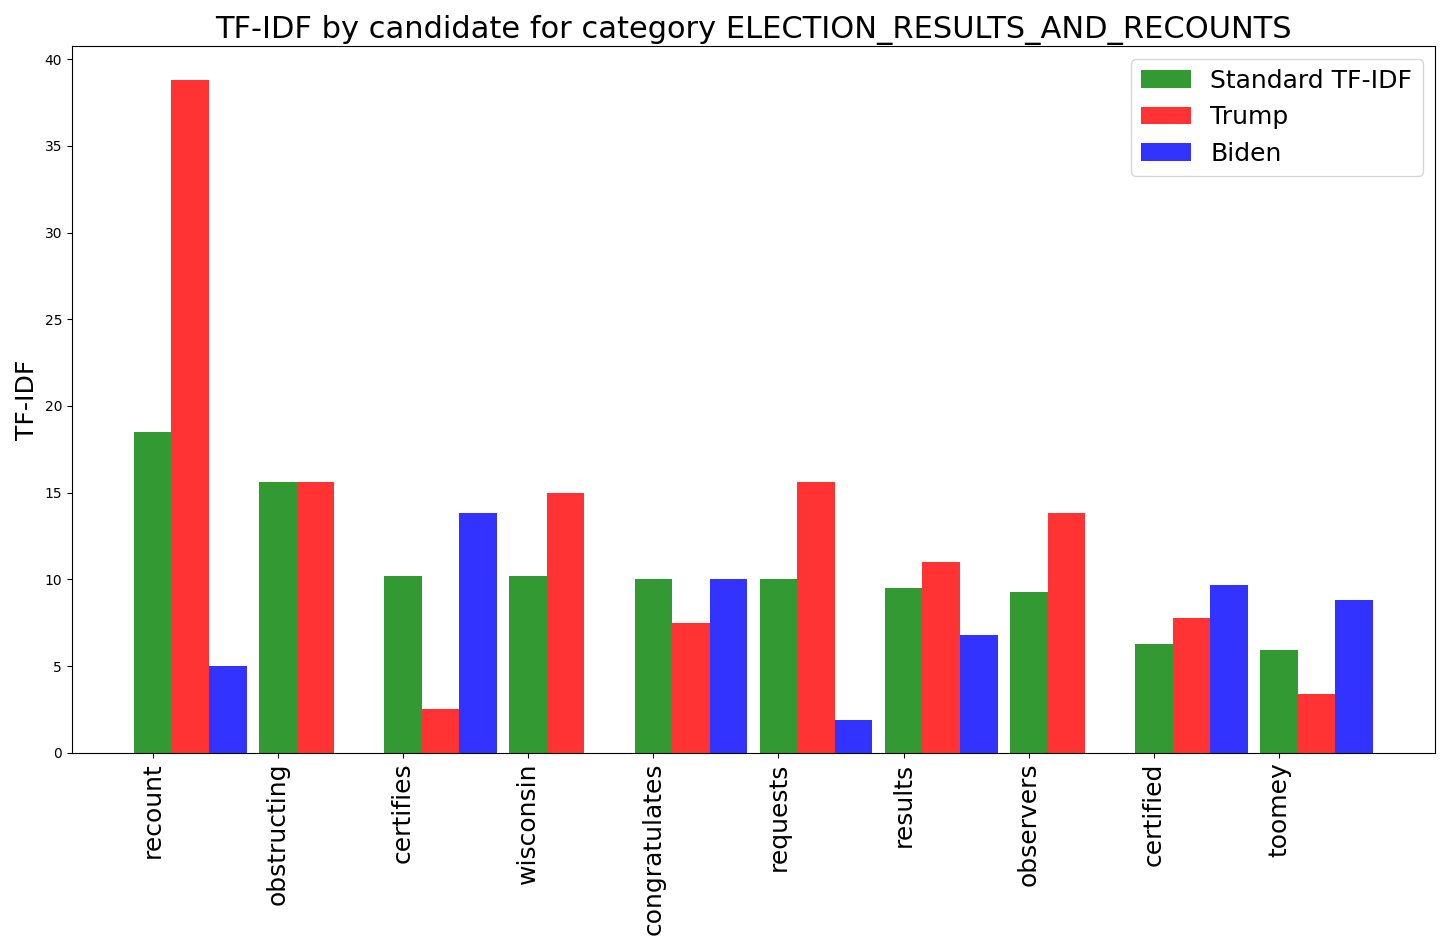 TF-IDF by candidate for category ELECTION_RESULTS_AND_RECOUNTS
Standard TF-IDF
Trump
Biden
TF-IDF
40
35
30
25
20
15
10
5
0
recount
obstructing
certifies
wisconsin
congratulates
requests
results
observers
certified
toomey